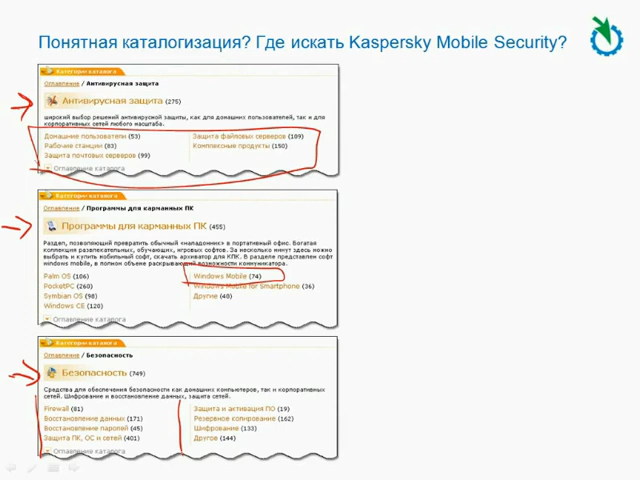 Понятная каталогизация? Где искать Kaspersky Mobile Security?
Категории каталога
Оглавление / Антивирусная защита
Антивирусная защита (275)
широкий выбор решений антивирусной защиты, как для домашних пользователей, так и для
корпоративных сетей любого масштаба.
Домашние пользователи (53)
Рабочие станции (83)
Защита почтовых серверов (99)
Защита файловых серверов (109)
Комплексные продукты (150)
Оглавления каталога
Категории каталога
Оглавление / Программы для карманных ПК
Программы для карманных ПК (455)
Раздел, позволяющий превратить обычный «наладонник» в портативный офис. Богатая
коллекция развлекательных, обучающих, игровых софтов. За несколько минут здесь можно
выбрать и купить мобильный софт, скачать архиватор для КПК. В разделе представлен софт
windows mobile, в полном объеме раскрывающий возможности коммуникатора.
Palm OS (106)
PocketPC (260)
Symbian OS (98)
Windows CE (120)
Windows Mobile (74)
Windows Mobile for Smartphone (36)
Другие (40)
Оглавления каталога
Категории каталога
Оглавление / Безопасность
Безопасность (749)
Средства для обеспечения безопасности как домашних компьютеров, так и корпоративных
сетей. Шифрование и восстановление данных, защита сетей.
Firewall (81)
Восстановление данных (171)
Восстановление паролей (45)
Защита ПК, ОС и сетей (401)
Защита и активация ПО (19)
Резервное копирование (162)
Шифрование (133)
Другое (144)
Оглавления каталога